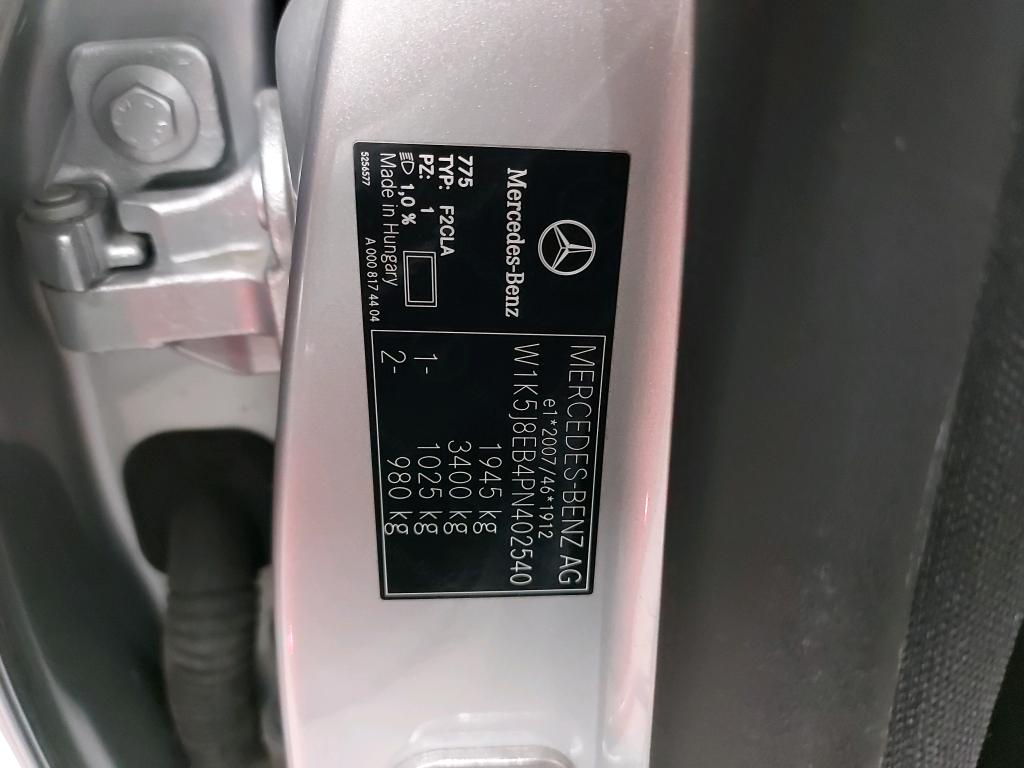 Mercedes-Benz
775
TYP: F2CLA
PZ: 1
1,0 %
Made in Hungary
A 000 817 44 04
5256577
MERCEDES-BENZ AG
e1*2007/46*1912
W1K5J8EB4PN402540
1945 kg
3400 kg
1- 1025 kg
2- 980 kg